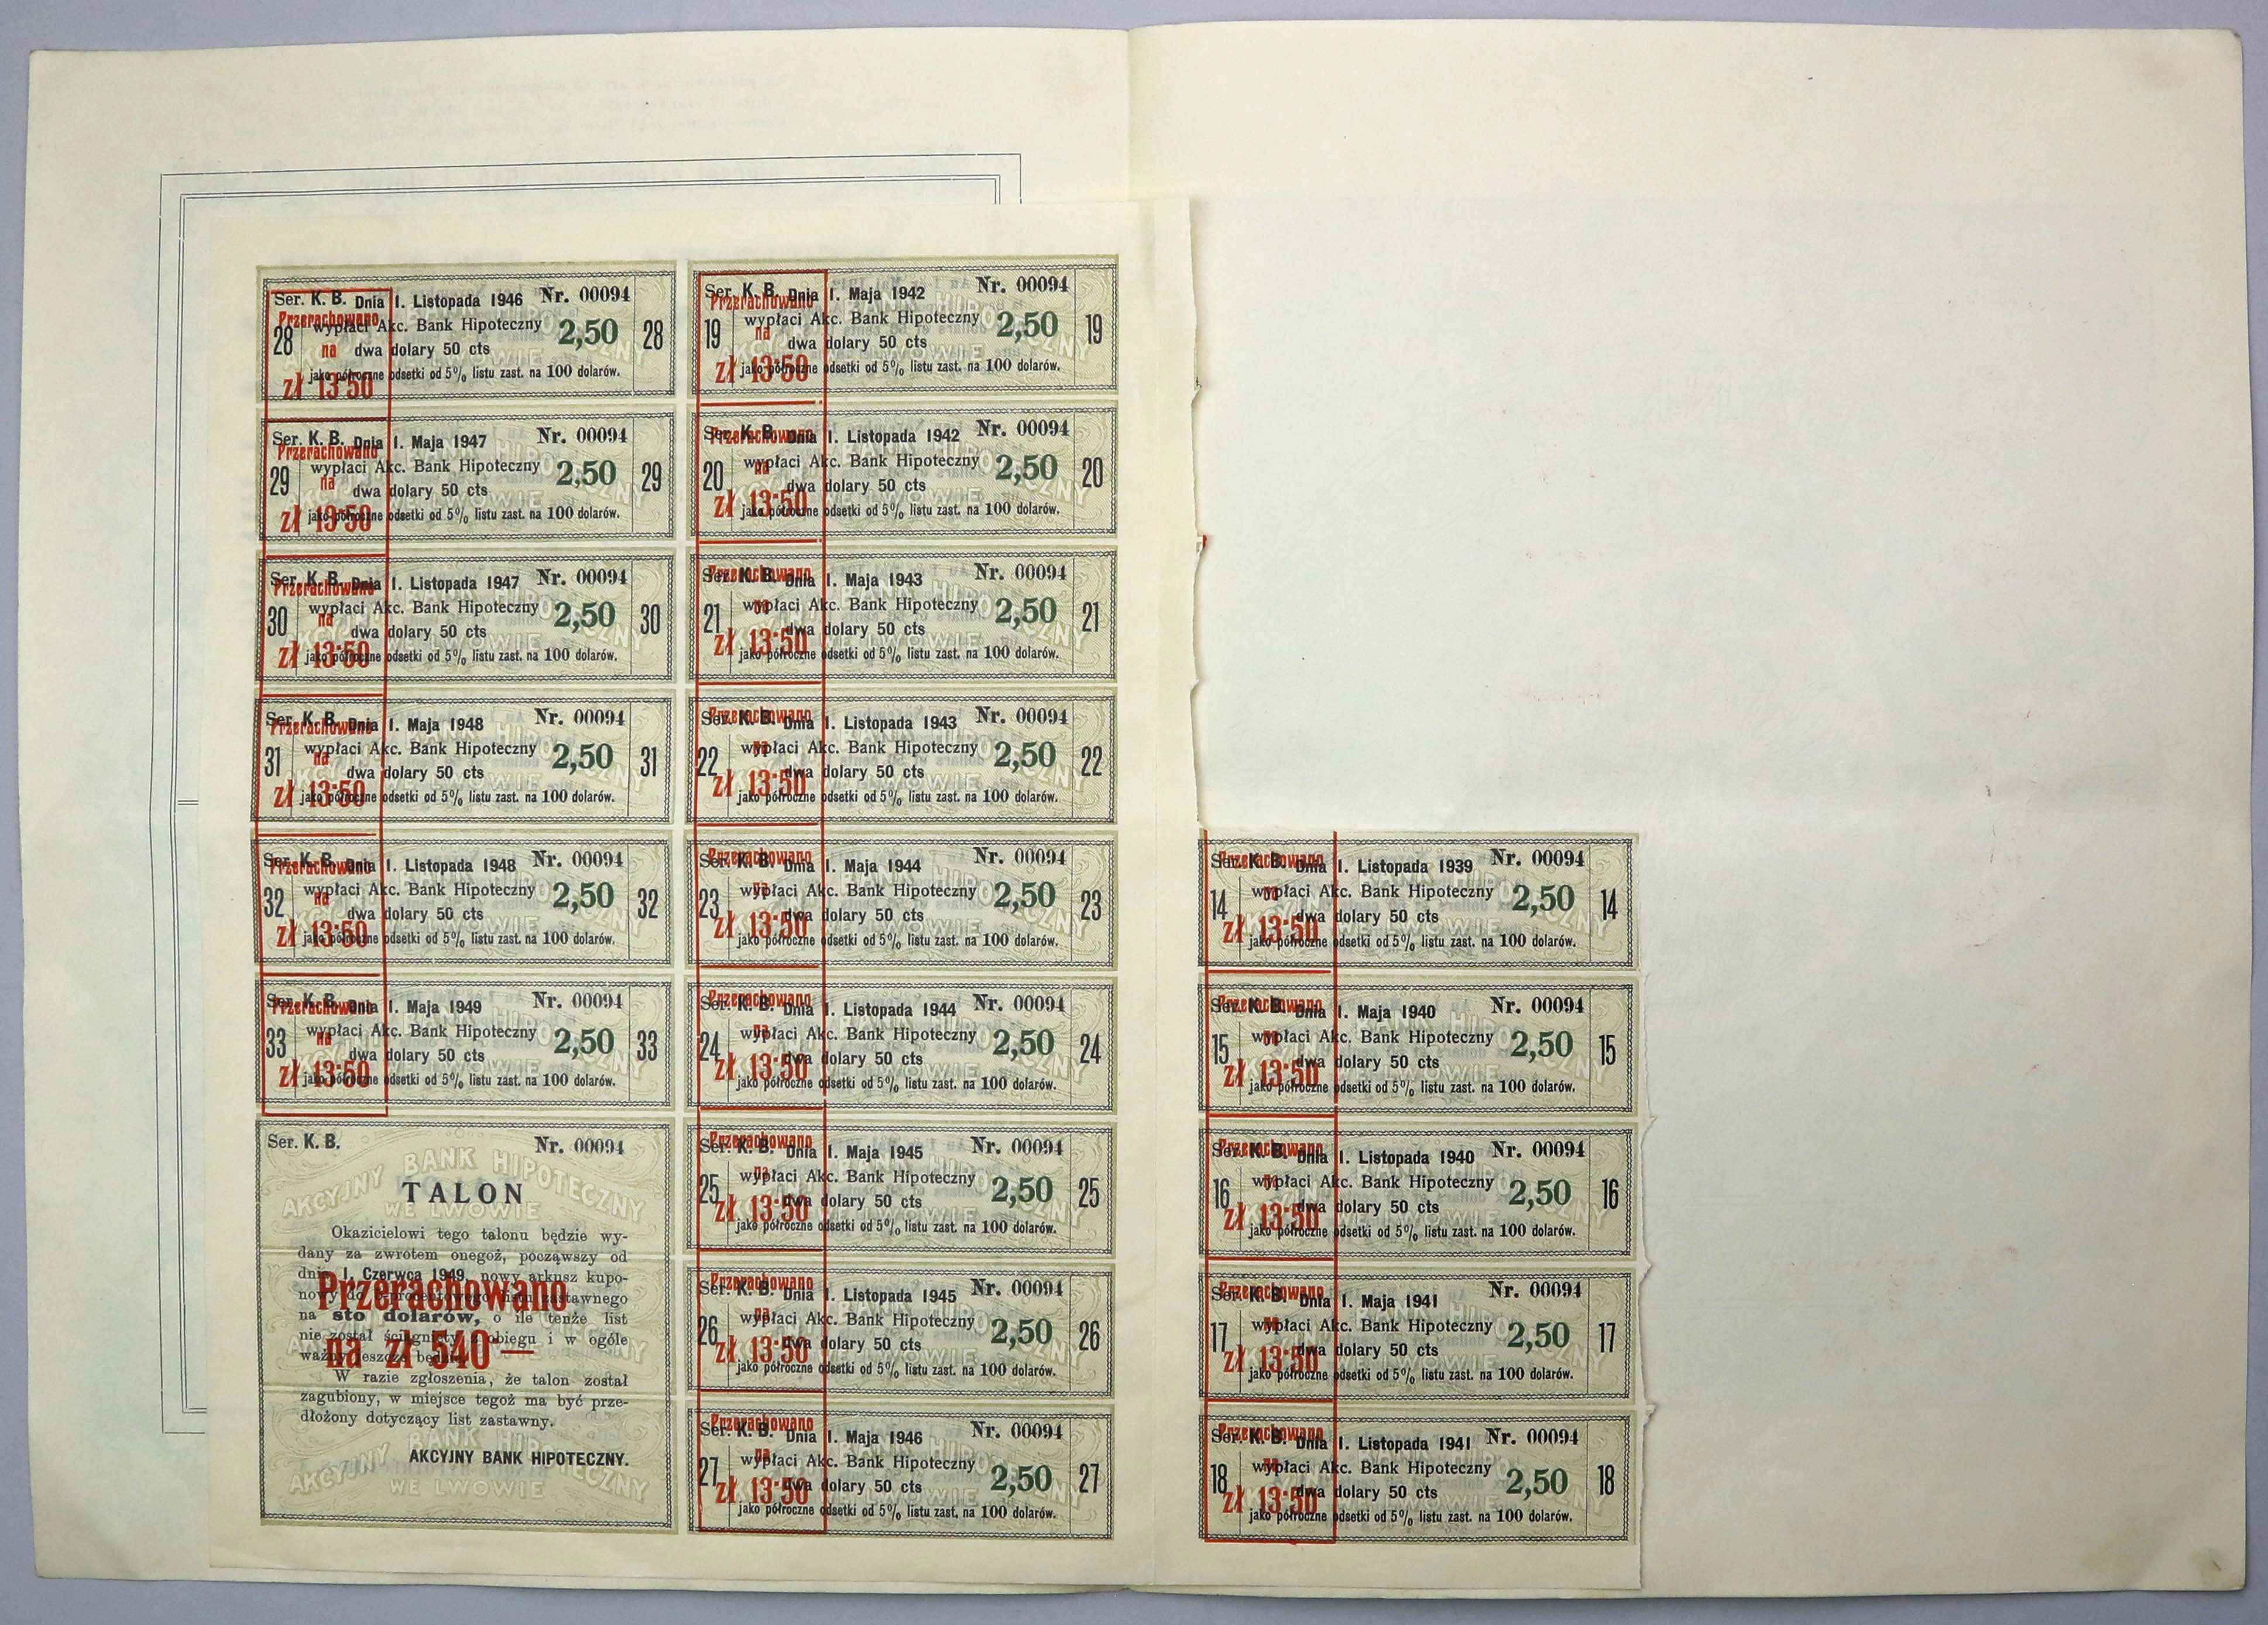 Ser. K. B. Dnia 1. Listopada 1946 Nr. 00094
Przerachowano
28 wypłaci Akc. Bank Hipoteczny 2,50 28
na dwa dolary 50 cts
jako półroczne odsetki od 5% listu zast. na 100 dolarów.
zł 13·50
Ser. K. B. Dnia 1. Maja 1947 Nr. 00094
Przerachowano
29 wypłaci Akc. Bank Hipoteczny 2,50 29
na dwa dolary 50 cts
jako półroczne odsetki od 5% listu zast. na 100 dolarów.
zł 13·50
Ser. K. B. Dnia 1. Listopada 1947 Nr. 00094
Przerachowano
30 wypłaci Akc. Bank Hipoteczny 2,50 30
na dwa dolary 50 cts
jako półroczne odsetki od 5% listu zast. na 100 dolarów.
zł 13·50
Ser. K. B. Dnia 1. Maja 1948 Nr. 00094
Przerachowano
31 wypłaci Akc. Bank Hipoteczny 2,50 31
na dwa dolary 50 cts
jako półroczne odsetki od 5% listu zast. na 100 dolarów.
zł 13·50
Ser. K. B. Dnia 1. Listopada 1948 Nr. 00094
Przerachowano
32 wypłaci Akc. Bank Hipoteczny 2,50 32
na dwa dolary 50 cts
jako półroczne odsetki od 5% listu zast. na 100 dolarów.
zł 13·50
Ser. K. B. Dnia 1. Maja 1949 Nr. 00094
Przerachowano
33 wypłaci Akc. Bank Hipoteczny 2,50 33
na dwa dolary 50 cts
jako półroczne odsetki od 5% listu zast. na 100 dolarów.
zł 13·50
Ser. K. B. Nr. 00094
AKCYJNY BANK HIPOTECZNY
WE LWOWIE
TALON
Okazicielowi tego talonu będzie wy-
dany za zwrotem onegoż, począwszy od
dnia 1. Czerwca 1949, nowy arkusz kupo-
nowy do 5-procentowego listu zastawnego
Przerachowano
na sto dolarów, o ile tenże list
nie został ściągnięty z obiegu i w ogóle
na zł 540 —
ważny jeszcze będzie.
W razie zgłoszenia, że talon został
zagubiony, w miejsce tegoż ma być prze-
dłożony dotyczący list zastawny.
AKCYJNY BANK HIPOTECZNY.
AKCYJNY BANK HIPOTECZNY
WE LWOWIE
Ser. K. B. Dnia 1. Maja 1942 Nr. 00094
Przerachowano
19 wypłaci Akc. Bank Hipoteczny 2,50 19
na dwa dolary 50 cts
jako półroczne odsetki od 5% listu zast. na 100 dolarów.
zł 13·50
Ser. K. B. Dnia 1. Listopada 1942 Nr. 00094
Przerachowano
20 wypłaci Akc. Bank Hipoteczny 2,50 20
na dwa dolary 50 cts
jako półroczne odsetki od 5% listu zast. na 100 dolarów.
zł 13·50
Ser. K. B. Dnia 1. Maja 1943 Nr. 00094
Przerachowano
21 wypłaci Akc. Bank Hipoteczny 2,50 21
na dwa dolary 50 cts
jako półroczne odsetki od 5% listu zast. na 100 dolarów.
zł 13·50
Ser. K. B. Dnia 1. Listopada 1943 Nr. 00094
Przerachowano
22 wypłaci Akc. Bank Hipoteczny 2,50 22
na dwa dolary 50 cts
jako półroczne odsetki od 5% listu zast. na 100 dolarów.
zł 13·50
Ser. K. B. Dnia 1. Maja 1944 Nr. 00094
Przerachowano
23 wypłaci Akc. Bank Hipoteczny 2,50 23
na dwa dolary 50 cts
jako półroczne odsetki od 5% listu zast. na 100 dolarów.
zł 13·50
Ser. K. B. Dnia 1. Listopada 1944 Nr. 00094
Przerachowano
24 wypłaci Akc. Bank Hipoteczny 2,50 24
na dwa dolary 50 cts
jako półroczne odsetki od 5% listu zast. na 100 dolarów.
zł 13·50
Ser. K. B. Dnia 1. Maja 1945 Nr. 00094
Przerachowano
25 wypłaci Akc. Bank Hipoteczny 2,50 25
na dwa dolary 50 cts
jako półroczne odsetki od 5% listu zast. na 100 dolarów.
zł 13·50
Ser. K. B. Dnia 1. Listopada 1945 Nr. 00094
Przerachowano
26 wypłaci Akc. Bank Hipoteczny 2,50 26
na dwa dolary 50 cts
jako półroczne odsetki od 5% listu zast. na 100 dolarów.
zł 13·50
Ser. K. B. Dnia 1. Maja 1946 Nr. 00094
Przerachowano
27 wypłaci Akc. Bank Hipoteczny 2,50 27
na dwa dolary 50 cts
jako półroczne odsetki od 5% listu zast. na 100 dolarów.
zł 13·50
Ser. K. B. Dnia 1. Listopada 1939 Nr. 00094
Przerachowano
14 wypłaci Akc. Bank Hipoteczny 2,50 14
na dwa dolary 50 cts
jako półroczne odsetki od 5% listu zast. na 100 dolarów.
zł 13·50
Ser. K. B. Dnia 1. Maja 1940 Nr. 00094
Przerachowano
15 wypłaci Akc. Bank Hipoteczny 2,50 15
na dwa dolary 50 cts
jako półroczne odsetki od 5% listu zast. na 100 dolarów.
zł 13·50
Ser. K. B. Dnia 1. Listopada 1940 Nr. 00094
Przerachowano
16 wypłaci Akc. Bank Hipoteczny 2,50 16
na dwa dolary 50 cts
jako półroczne odsetki od 5% listu zast. na 100 dolarów.
zł 13·50
Ser. K. B. Dnia 1. Maja 1941 Nr. 00094
Przerachowano
17 wypłaci Akc. Bank Hipoteczny 2,50 17
na dwa dolary 50 cts
jako półroczne odsetki od 5% listu zast. na 100 dolarów.
zł 13·50
Ser. K. B. Dnia 1. Listopada 1941 Nr. 00094
Przerachowano
18 wypłaci Akc. Bank Hipoteczny 2,50 18
na dwa dolary 50 cts
jako półroczne odsetki od 5% listu zast. na 100 dolarów.
zł 13·50